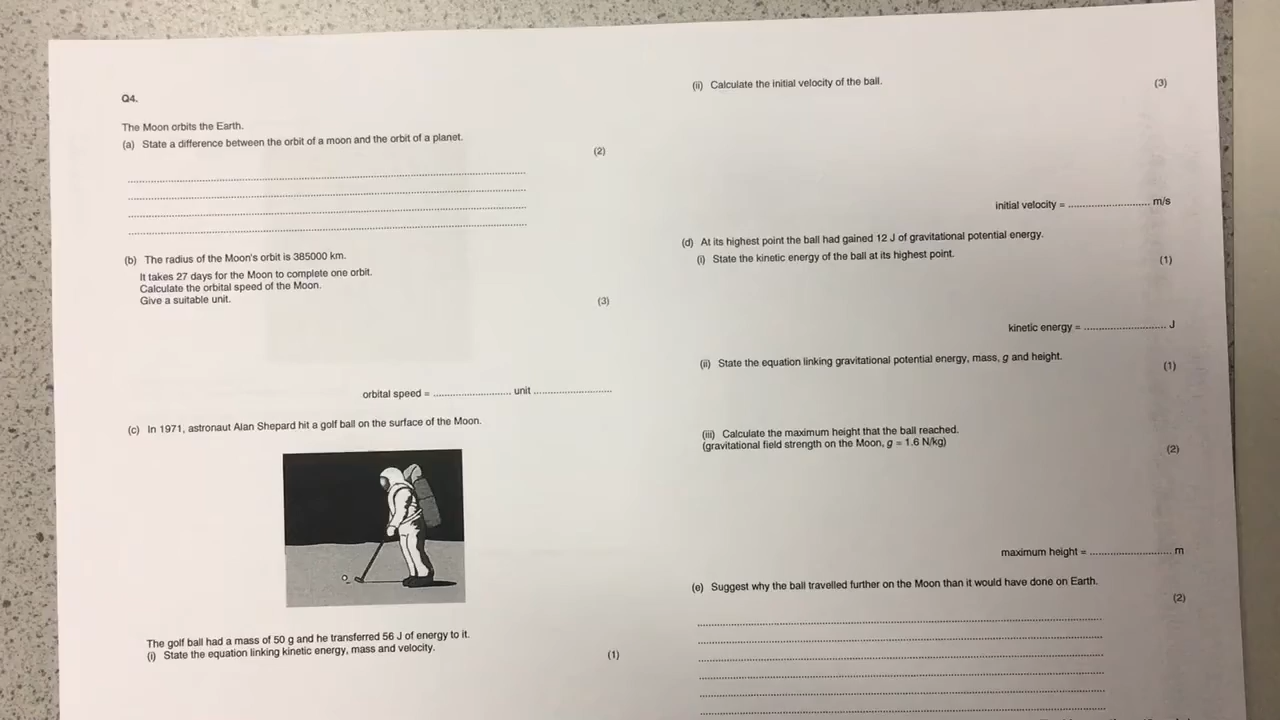 Q4.
The Moon orbits the Earth.
(a) State a difference between the orbit of a moon and the orbit of a planet.
(2)
(b) The radius of the Moon's orbit is 385000 km.
It takes 27 days for the Moon to complete one orbit.
Calculate the orbital speed of the Moon.
Give a suitable unit.
(3)
orbital speed = .......................... unit ..........................
(c) In 1971, astronaut Alan Shepard hit a golf ball on the surface of the Moon.
The golf ball had a mass of 50 g and he transferred 56 J of energy to it.
(i) State the equation linking kinetic energy, mass and velocity.
(1)
(ii) Calculate the initial velocity of the ball.
(3)
initial velocity = .......................... m/s
(d) At its highest point the ball had gained 12 J of gravitational potential energy.
(i) State the kinetic energy of the ball at its highest point.
(1)
kinetic energy = .......................... J
(ii) State the equation linking gravitational potential energy, mass, g and height.
(1)
(iii) Calculate the maximum height that the ball reached.
(gravitational field strength on the Moon, g = 1.6 N/kg)
(2)
maximum height = .......................... m
(e) Suggest why the ball travelled further on the Moon than it would have done on Earth.
(2)